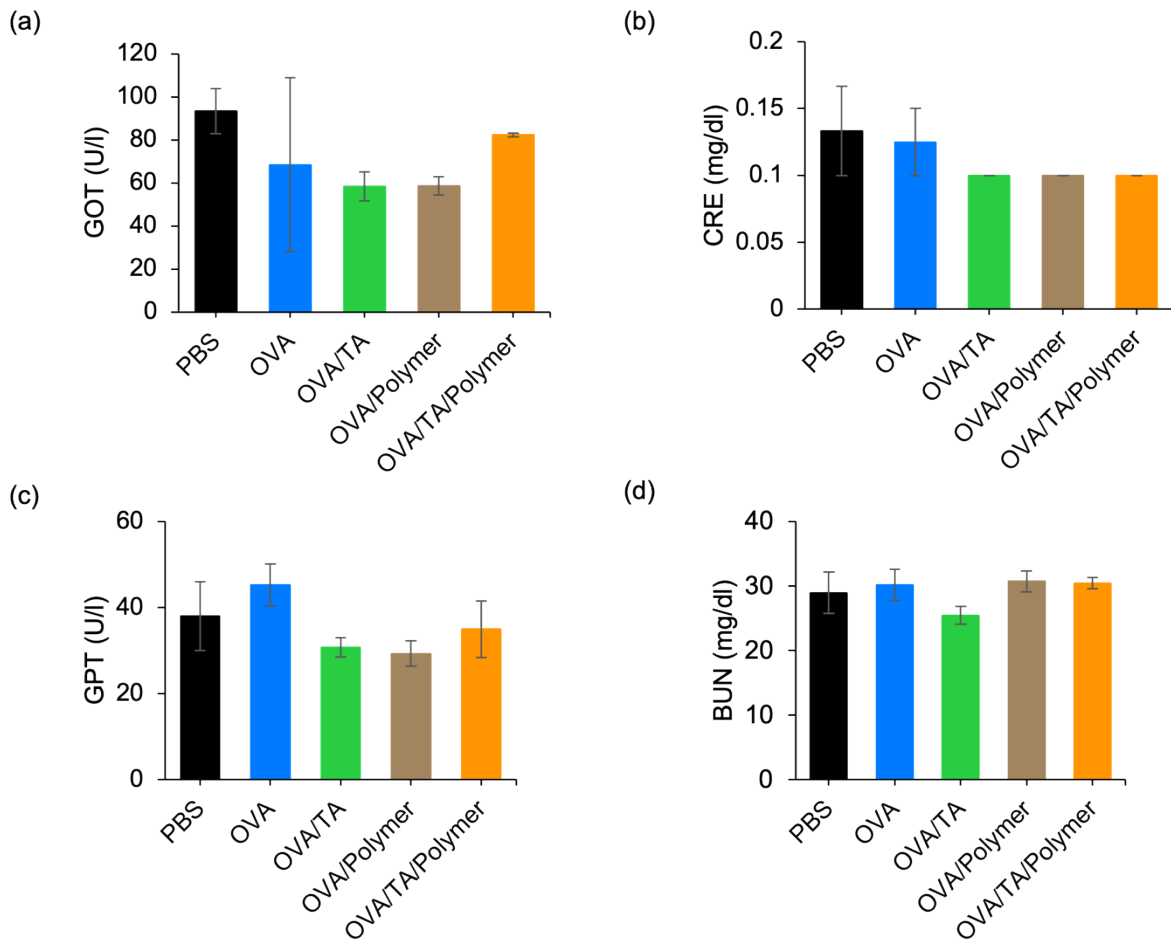 (a)
GOT (U/l)
120
100
80
60
40
20
0
PBS
OVA
OVA/TA
OVA/Polymer
OVA/TA/Polymer
(b)
CRE (mg/dl)
0.2
0.15
0.1
0.05
0
PBS
OVA
OVA/TA
OVA/Polymer
OVA/TA/Polymer
(c)
GPT (U/l)
60
40
20
0
PBS
OVA
OVA/TA
OVA/Polymer
OVA/TA/Polymer
(d)
BUN (mg/dl)
40
30
20
10
0
PBS
OVA
OVA/TA
OVA/Polymer
OVA/TA/Polymer